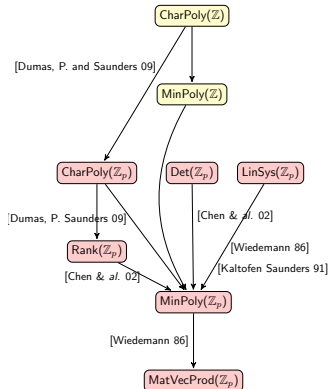 CharPoly(ℤ)
[Dumas, P. and Saunders 09]
MinPoly(ℤ)
CharPoly(ℤₚ)
Det(ℤₚ)
LinSys(ℤₚ)
[Dumas, P. Saunders 09]
[Chen & al. 02]
Rank(ℤₚ)
[Wiedemann 86]
[Chen & al. 02]
[Kaltofen Saunders 91]
MinPoly(ℤₚ)
[Wiedemann 86]
MatVecProd(ℤₚ)